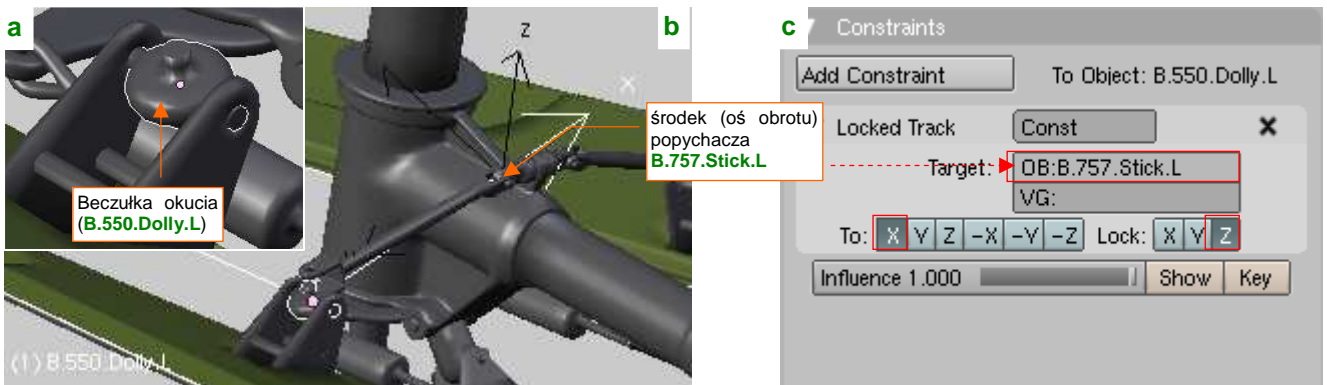 a
Beczułka okucia
(B.550.Dolly.L)
b
Z
środek (oś obrotu)
popychacza
B.757.Stick.L
(1) B.550.Dolly.L
c
Constraints
Add Constraint
To Object: B.550.Dolly.L
Locked Track
Const
Target:
OB:B.757.Stick.L
VG:
To: X Y Z -X -Y -Z Lock: X Y Z
Influence 1.000
Show Key